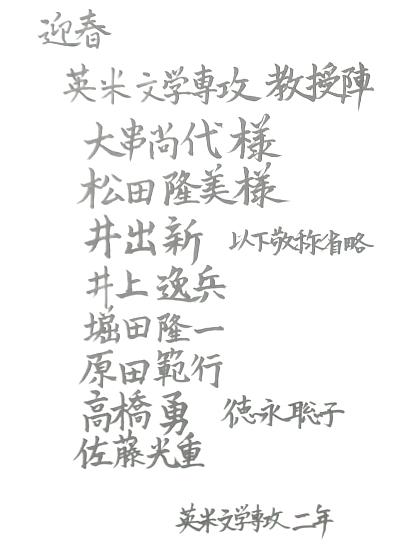 迎春
英米文学専攻 教授陣
大串尚代様
松田隆美様
井出新 以下敬称省略
井上逸兵
堀田隆一
原田範行
高橋勇 徳永聡子
佐藤光重
英米文学専攻 二年